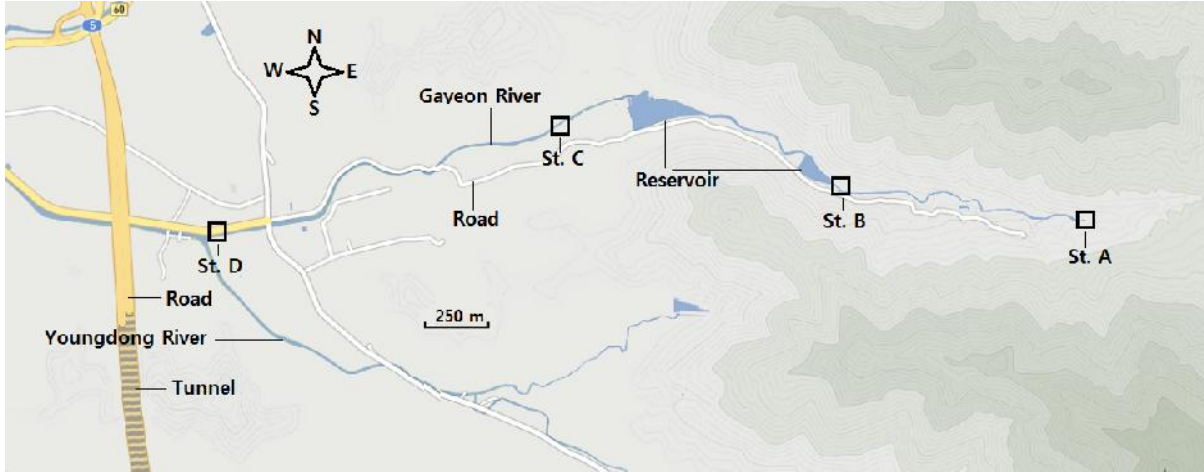 60
5
N
W E
S
Gayeon River
St. C
Reservoir
Road
St. B
St. A
St. D
250 m
Road
Youngdong River
Tunnel